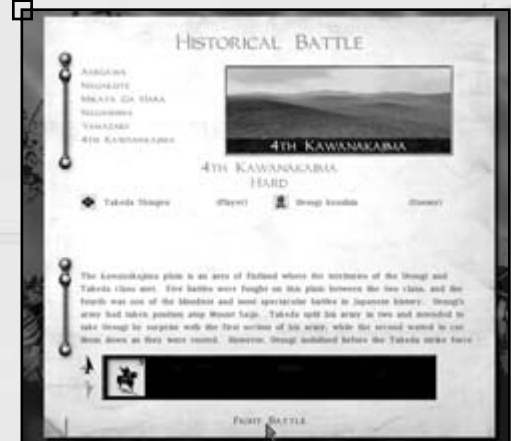 HISTORICAL BATTLE
ANEGAWA
NAGAKUTE
MIKATA GA HARA
NAGASHINO
YAMAZAKI
4TH KAWANAKAJIMA
4TH KAWANAKAJIMA
4TH KAWANAKAJIMA
HARD
Takeda Shingen (Player) Uesugi Kenshin (Enemy)
The Kawanakajima plain is an area of flatland where the territories of the Uesugi and
Takeda clans met. Five battles were fought on this plain between the two clans, and the
fourth was one of the bloodiest and most spectacular battles in Japanese history. Uesugi's
army had taken position atop Mount Saijo. Takeda split his army in two and intended to
take Uesugi by surprise with the first section of his army, while the second waited to cut
them down as they were routed. However, Uesugi mobilised before the Takeda strike force
FIGHT BATTLE